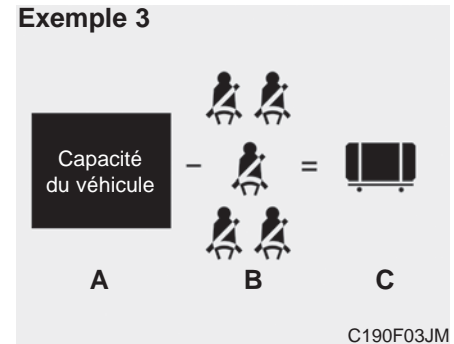 Exemple 3
Capacité
du véhicule
- =
A B C
C190F03JM